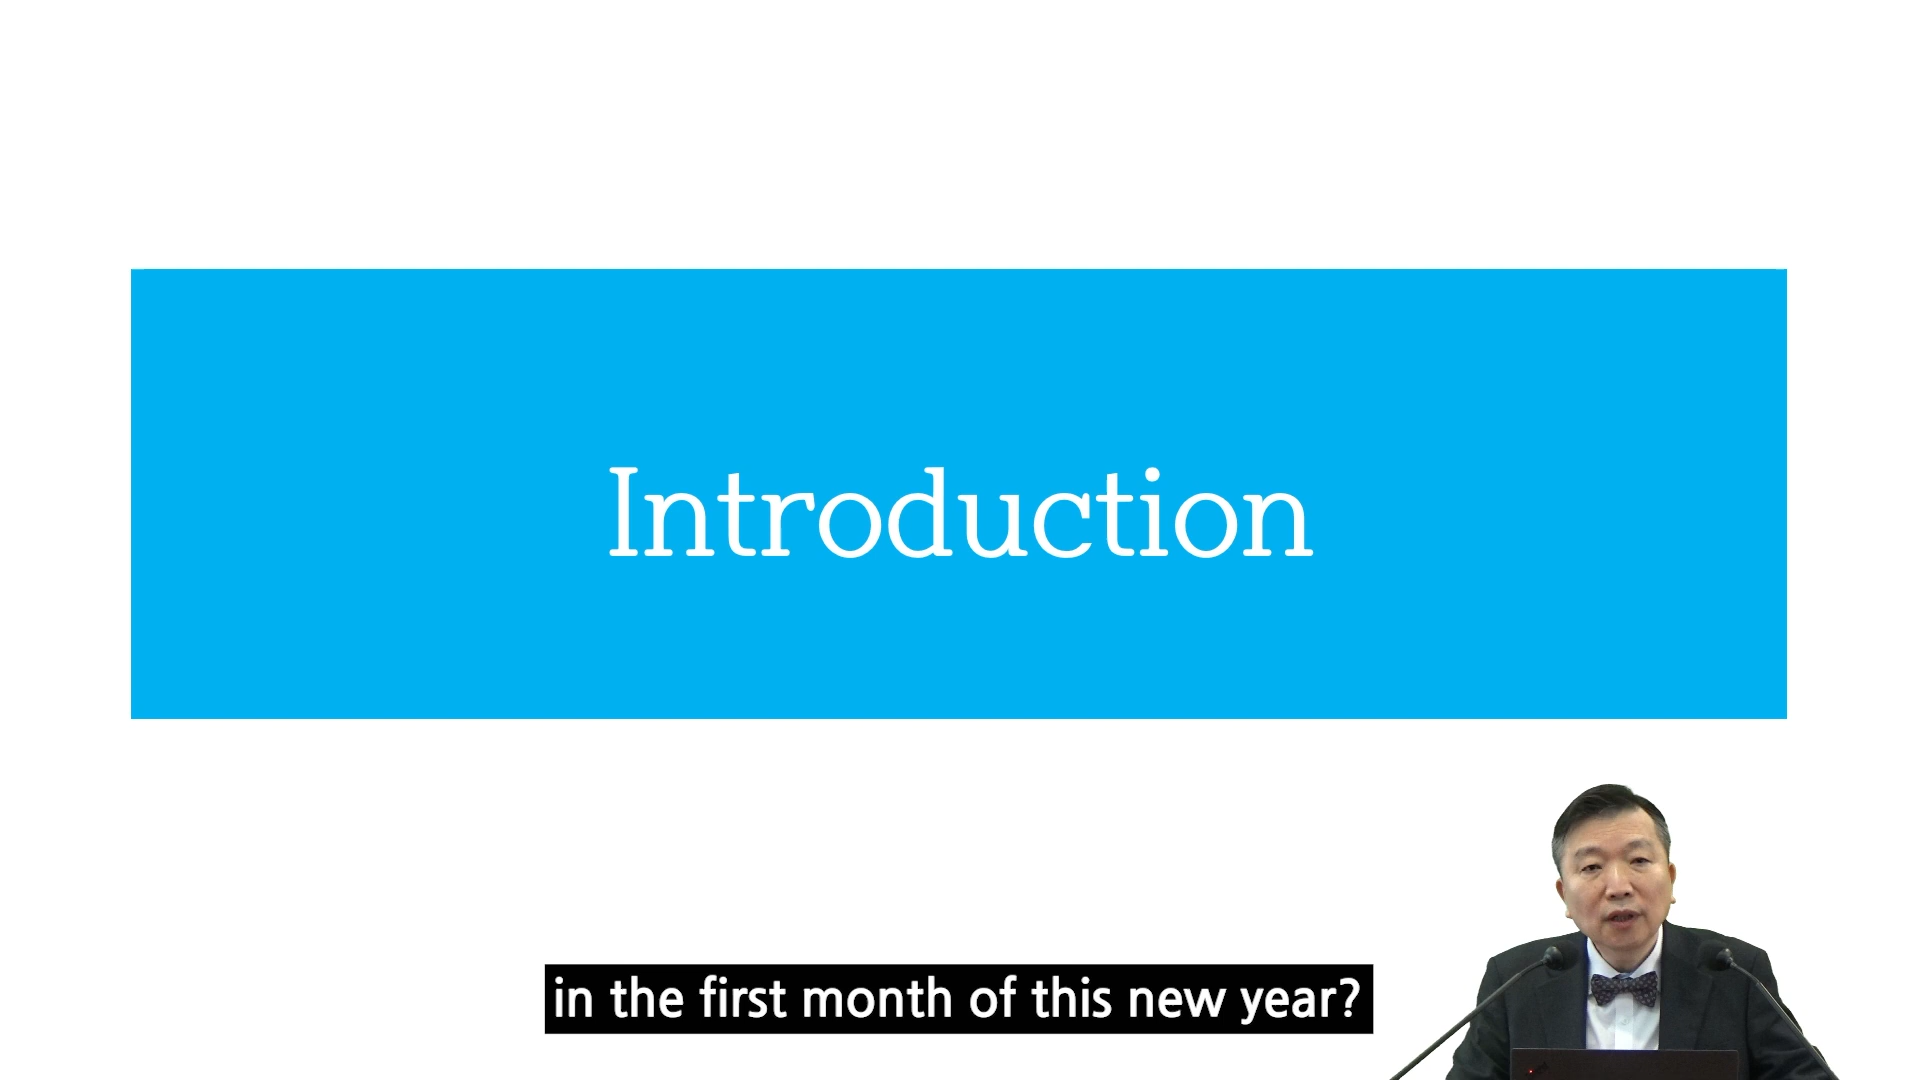 Introduction
in the first month of this new year?